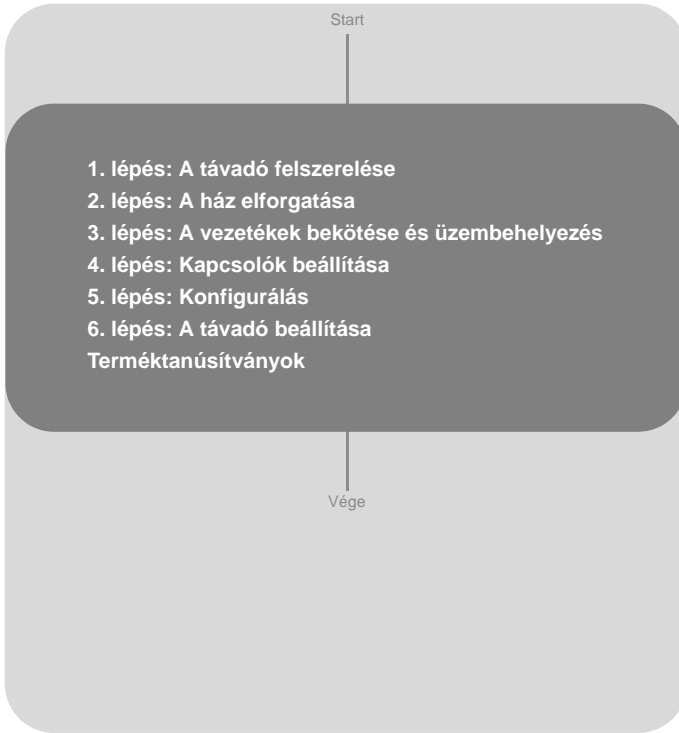 Start
1. lépés: A távadó felszerelése
2. lépés: A ház elforgatása
3. lépés: A vezetékek bekötése és üzembehelyezés
4. lépés: Kapcsolók beállítása
5. lépés: Konfigurálás
6. lépés: A távadó beállítása
Terméktanúsítványok
Vége